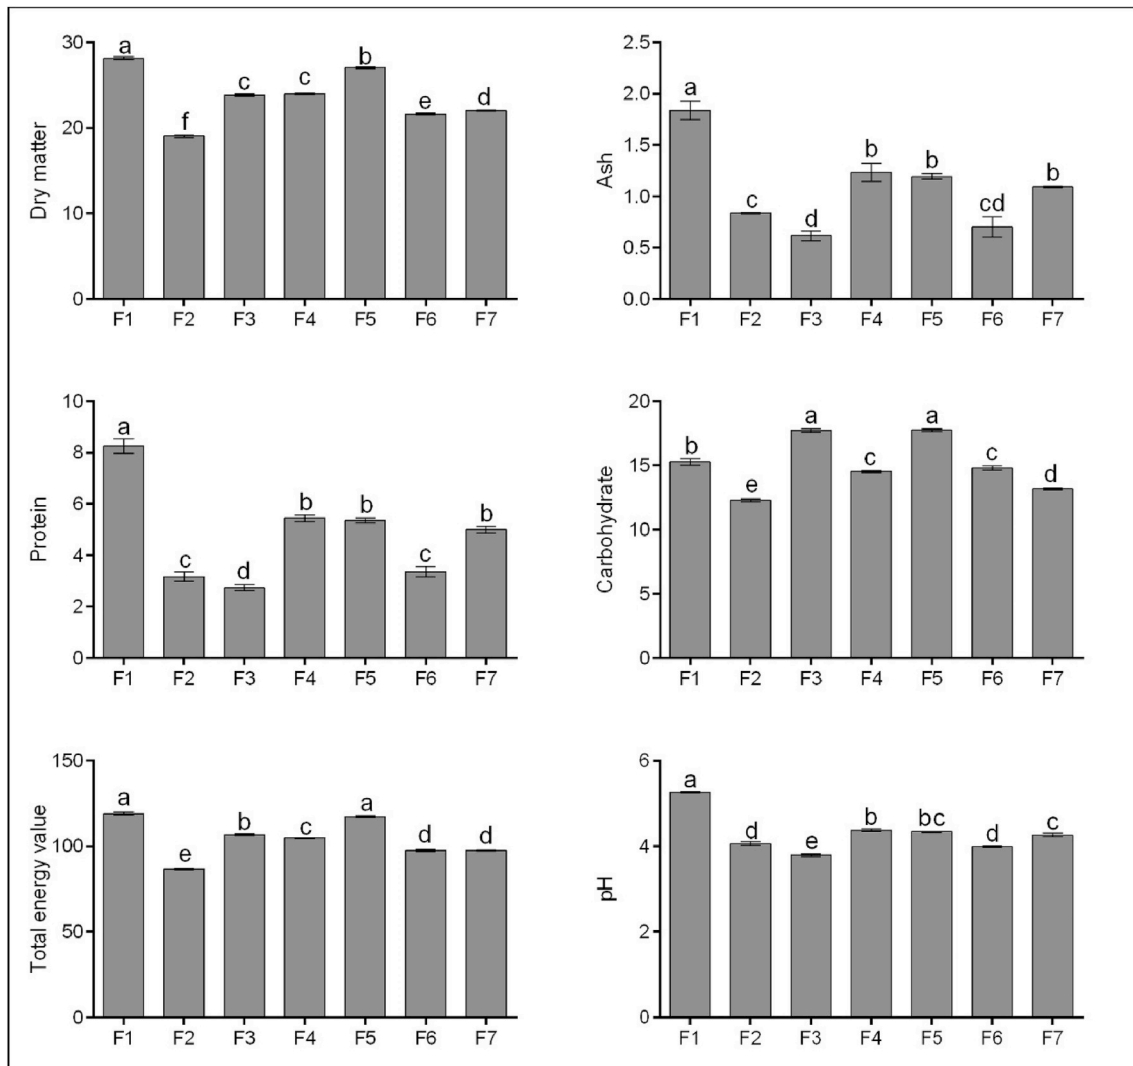 Dry matter
30
20
10
0
a
f
c
c
b
e
d
F1 F2 F3 F4 F5 F6 F7
Ash
2.5
2.0
1.5
1.0
0.5
0.0
a
c
d
b
b
cd
b
F1 F2 F3 F4 F5 F6 F7
Protein
10
8
6
4
2
0
a
c
d
b
b
c
b
F1 F2 F3 F4 F5 F6 F7
Carbohydrate
20
15
10
5
0
b
e
a
c
a
c
d
F1 F2 F3 F4 F5 F6 F7
Total energy value
150
100
50
0
a
e
b
c
a
d
d
F1 F2 F3 F4 F5 F6 F7
pH
6
4
2
0
a
d
e
b
bc
d
c
F1 F2 F3 F4 F5 F6 F7